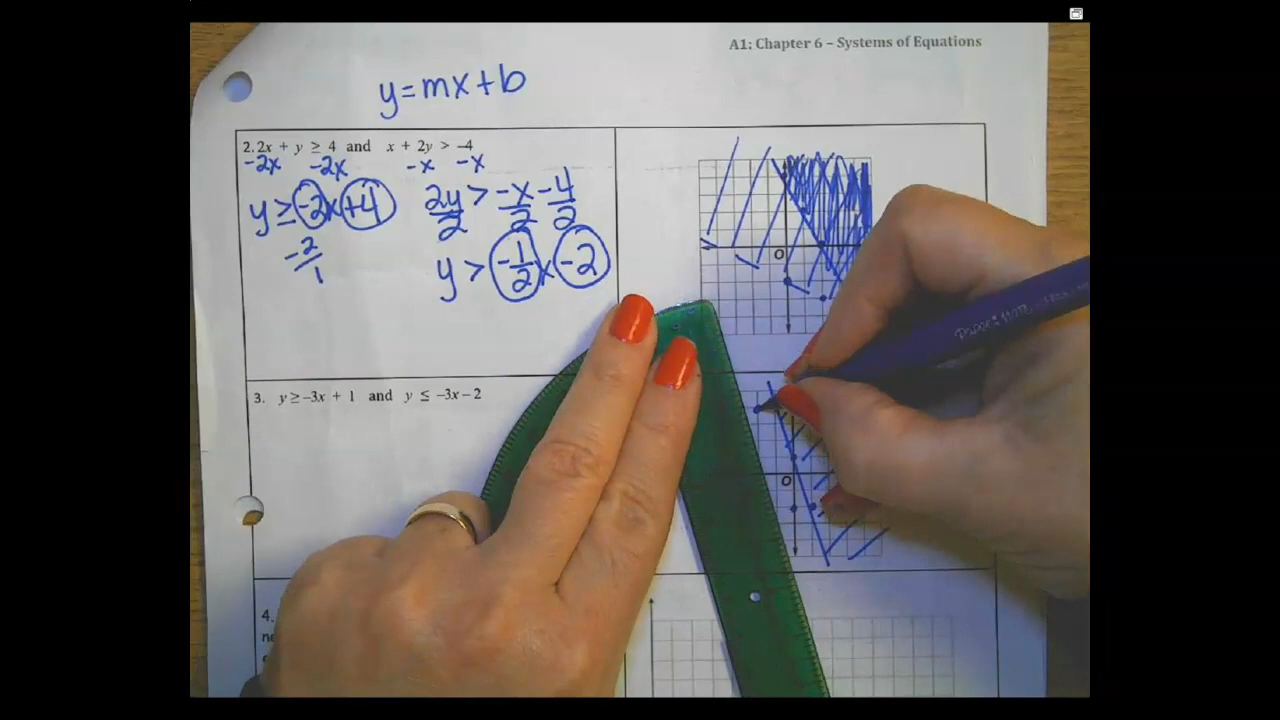 A1: Chapter 6 – Systems of Equations
y = mx + b
2. 2x + y ≥ 4 and x + 2y > -4
-2x -2x -x -x
y ≥ -2x +4
-2/1
2y/2 > -x/2 - 4/2
y > -1/2 x -2
O
3. y ≥ -3x + 1 and y ≤ -3x – 2
O
4.